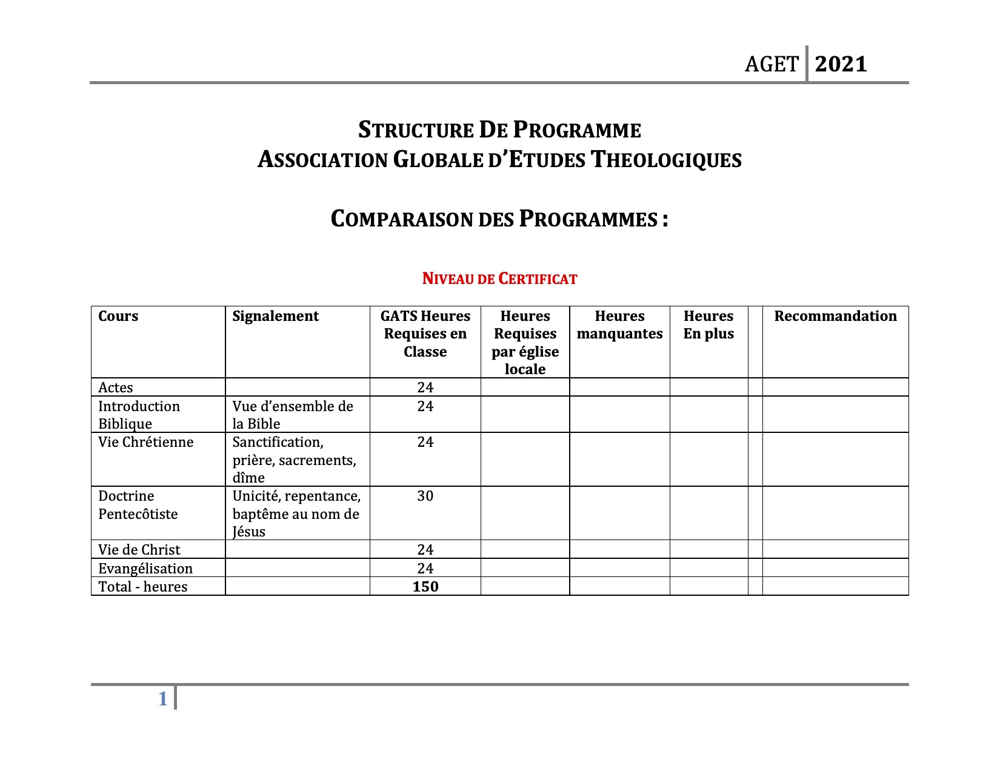 AGET 2021
STRUCTURE DE PROGRAMME
ASSOCIATION GLOBALE D’ETUDES THEOLOGIQUES
COMPARAISON DES PROGRAMMES :
NIVEAU DE CERTIFICAT
Cours Signalement GATS Heures Requises en Classe Heures Requises par église locale Heures manquantes Heures En plus Recommandation
Actes 24
Introduction Biblique Vue d’ensemble de la Bible 24
Vie Chrétienne Sanctification, prière, sacrements, dîme 24
Doctrine Pentecôtiste Unicité, repentance, baptême au nom de Jésus 30
Vie de Christ 24
Evangélisation 24
Total - heures 150
1